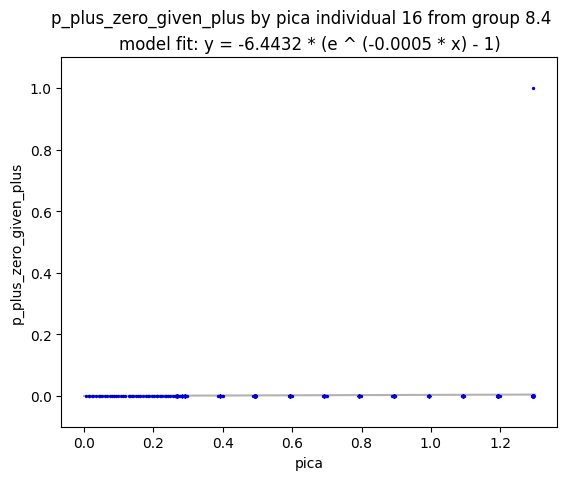 p_plus_zero_given_plus by pica individual 16 from group 8.4
model fit: y = -6.4432 * (e ^ (-0.0005 * x) - 1)
1.0
0.8
0.6
0.4
0.2
0.0
p_plus_zero_given_plus
0.0 0.2 0.4 0.6 0.8 1.0 1.2
pica